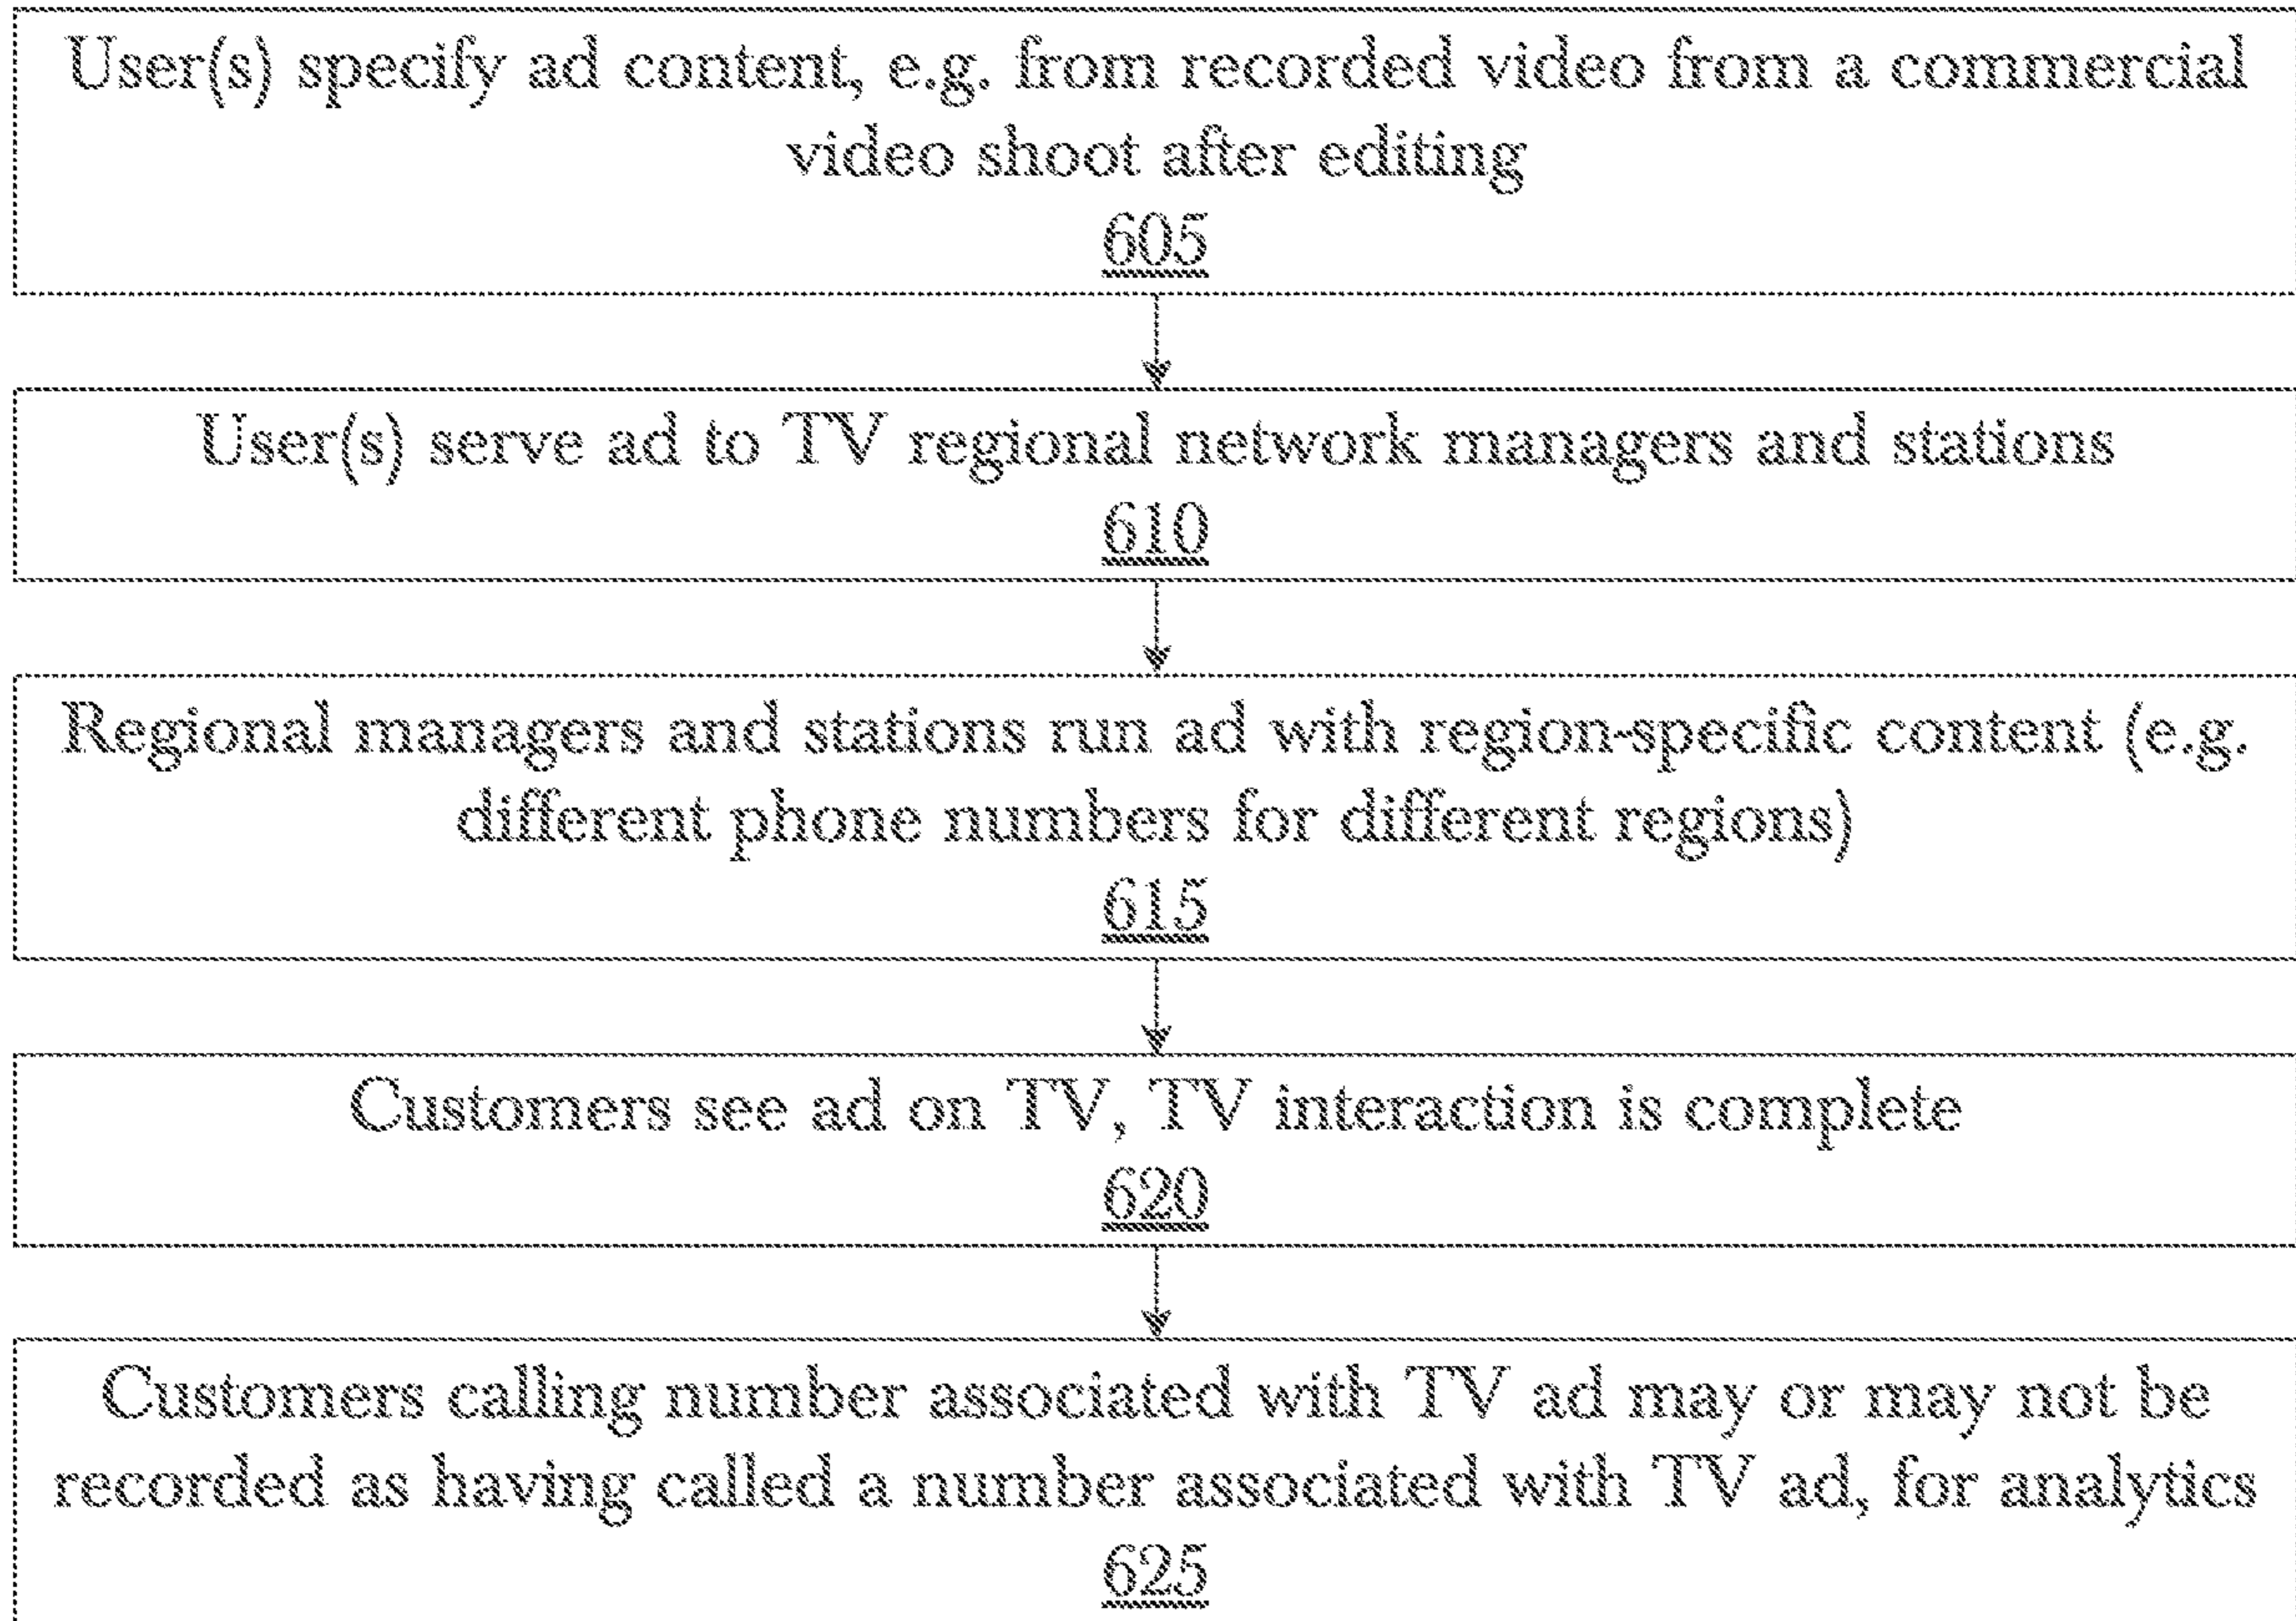 User(s) specify ad content, e.g. from recorded video from a commercial
video shoot after editing
605
User(s) serve ad to TV regional network managers and stations
610
Regional managers and stations run ad with region-specific content (e.g.
different phone numbers for different regions)
615
Customers see ad on TV, TV interaction is complete
620
Customers calling number associated with TV ad may or may not be
recorded as having called a number associated with TV ad, for analytics
625